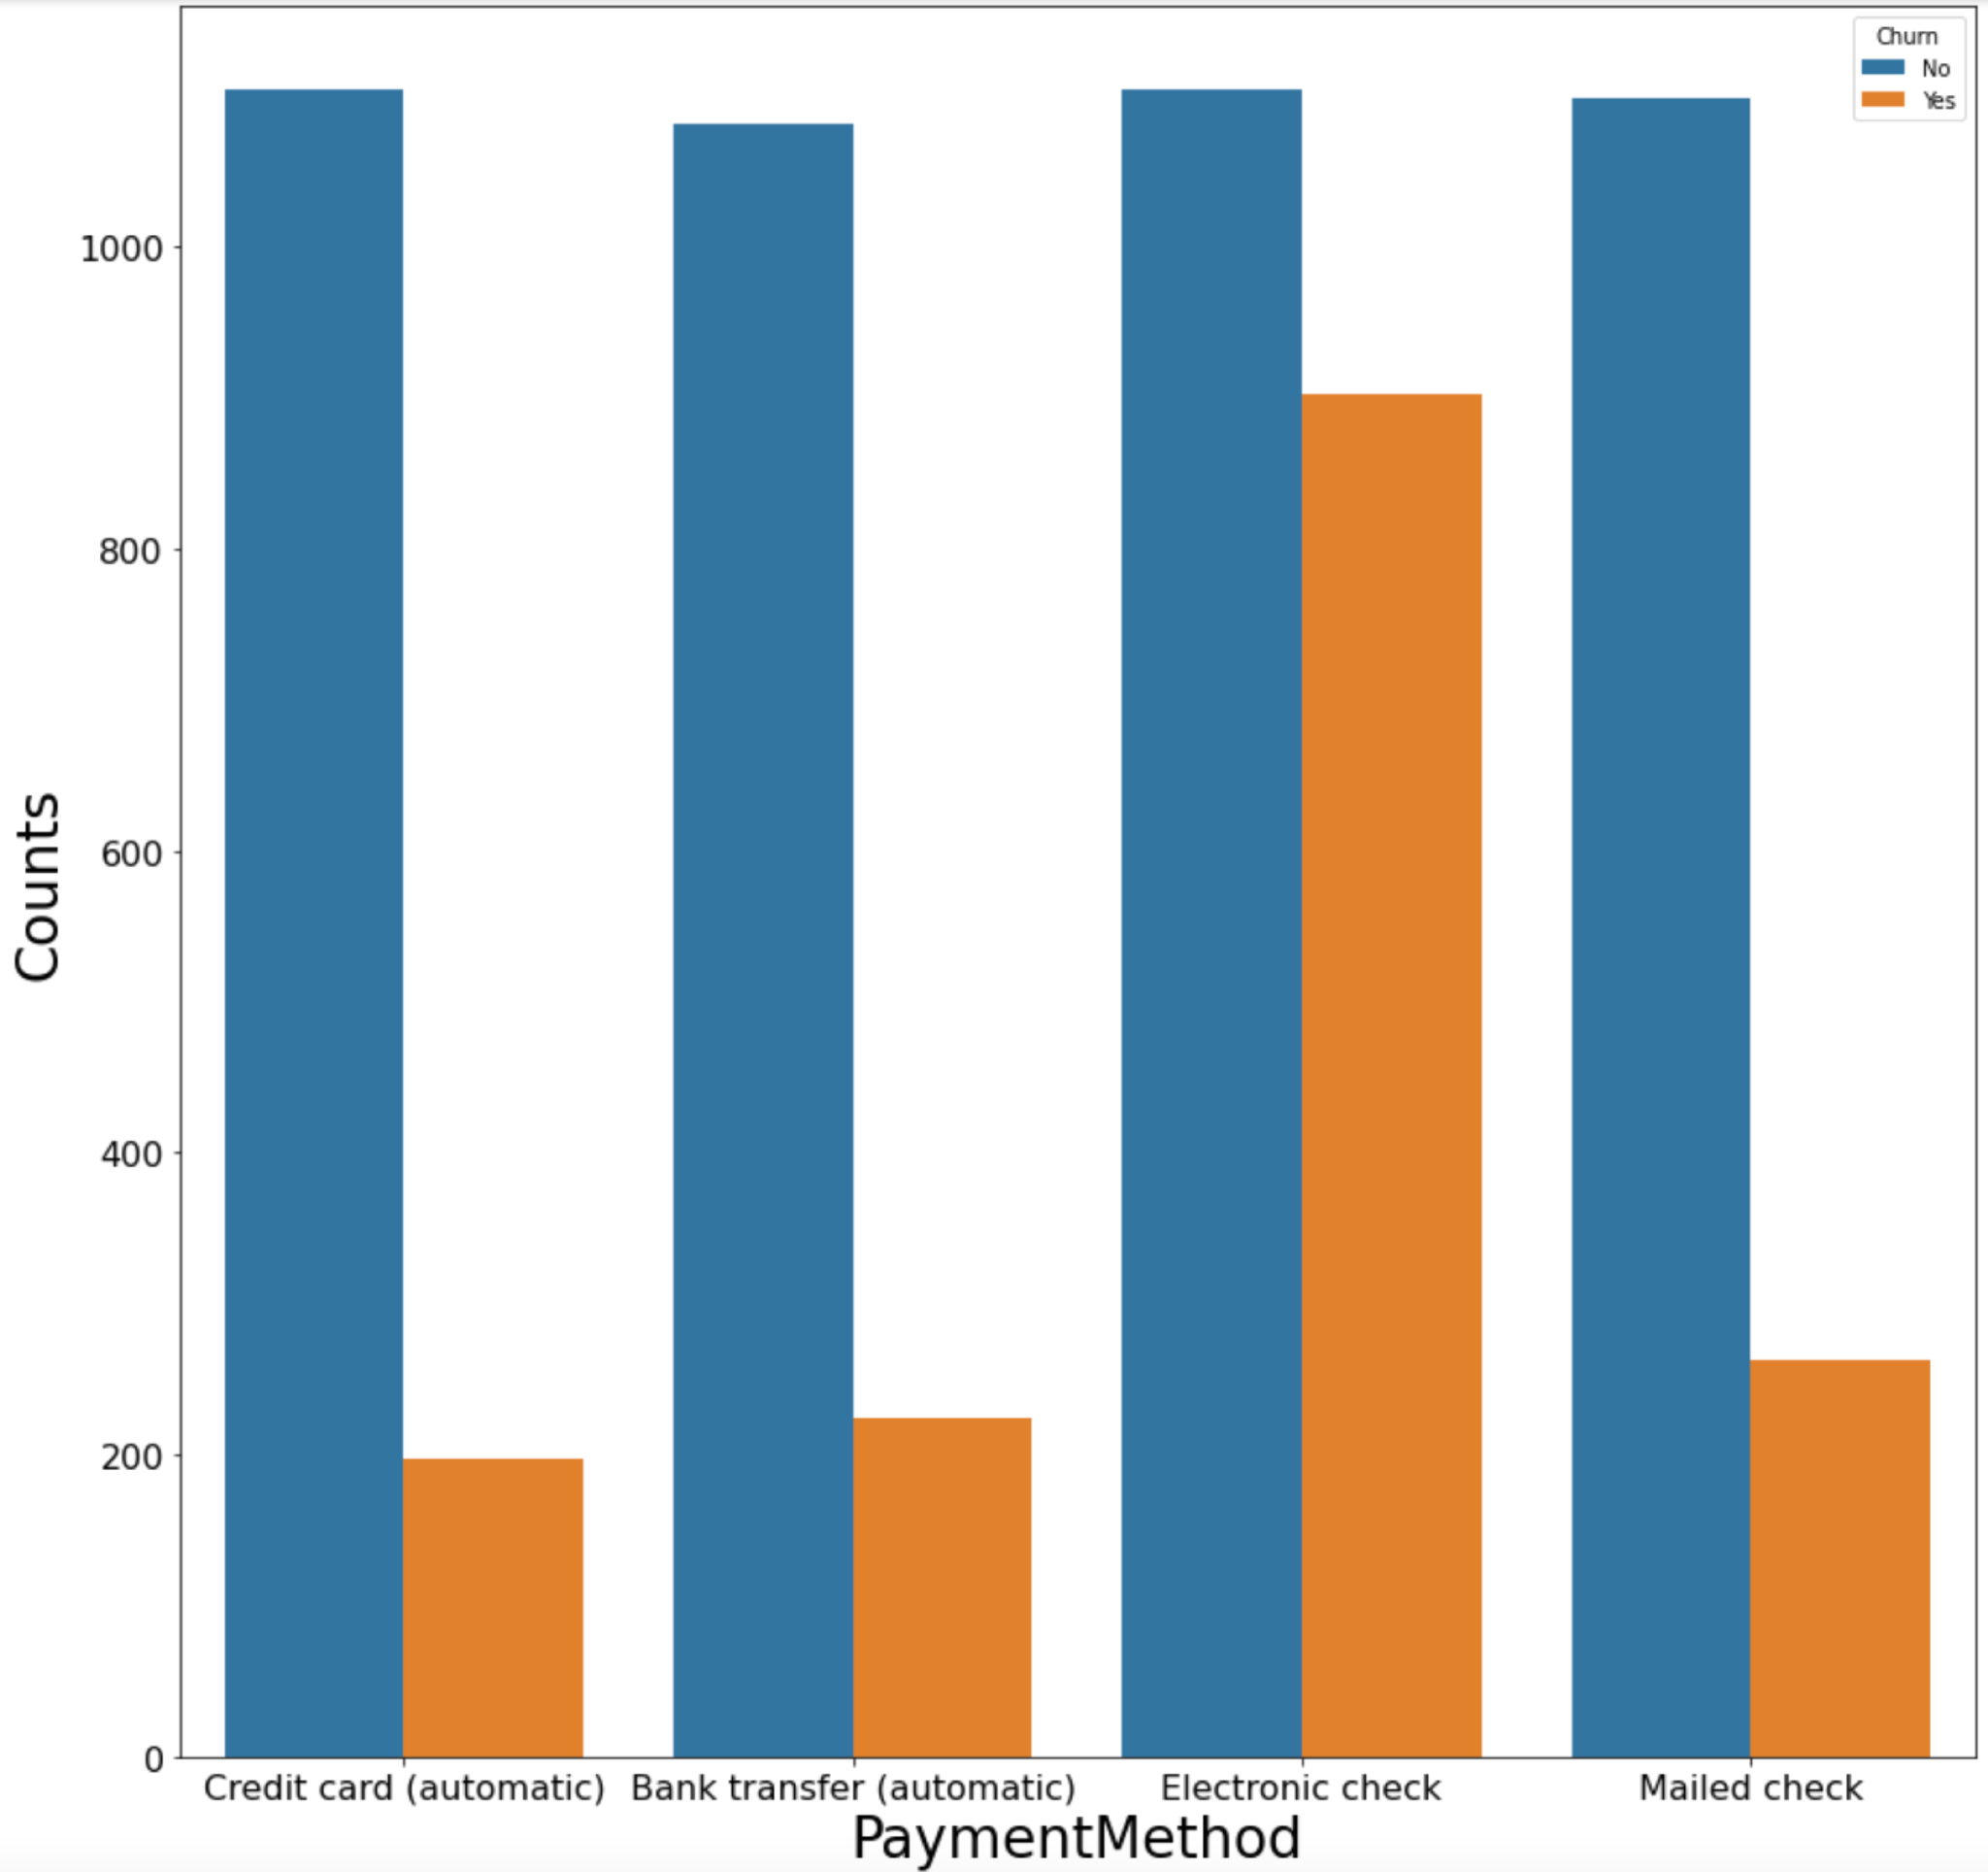 Churn
No
Yes
1000
800
600
400
200
0
Counts
Credit card (automatic) Bank transfer (automatic) Electronic check Mailed check
PaymentMethod